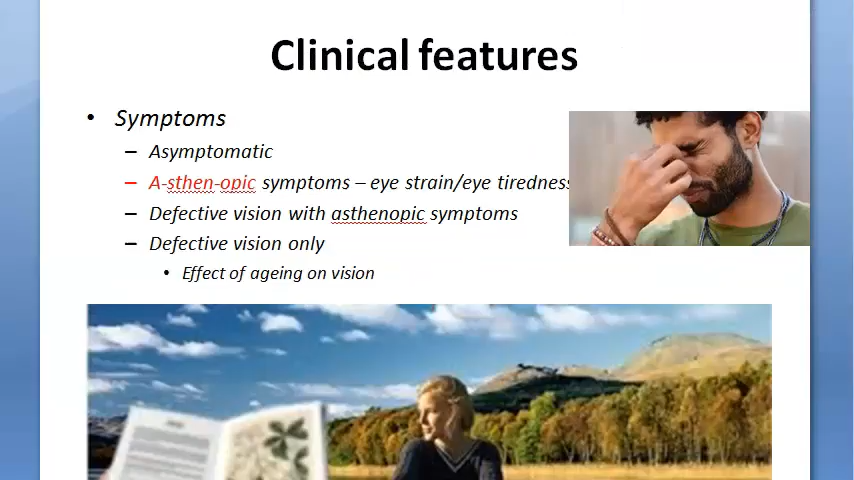 Clinical features
• Symptoms
– Asymptomatic
– A-sthen-opic symptoms – eye strain/eye tiredness
– Defective vision with asthenopic symptoms
– Defective vision only
• Effect of ageing on vision